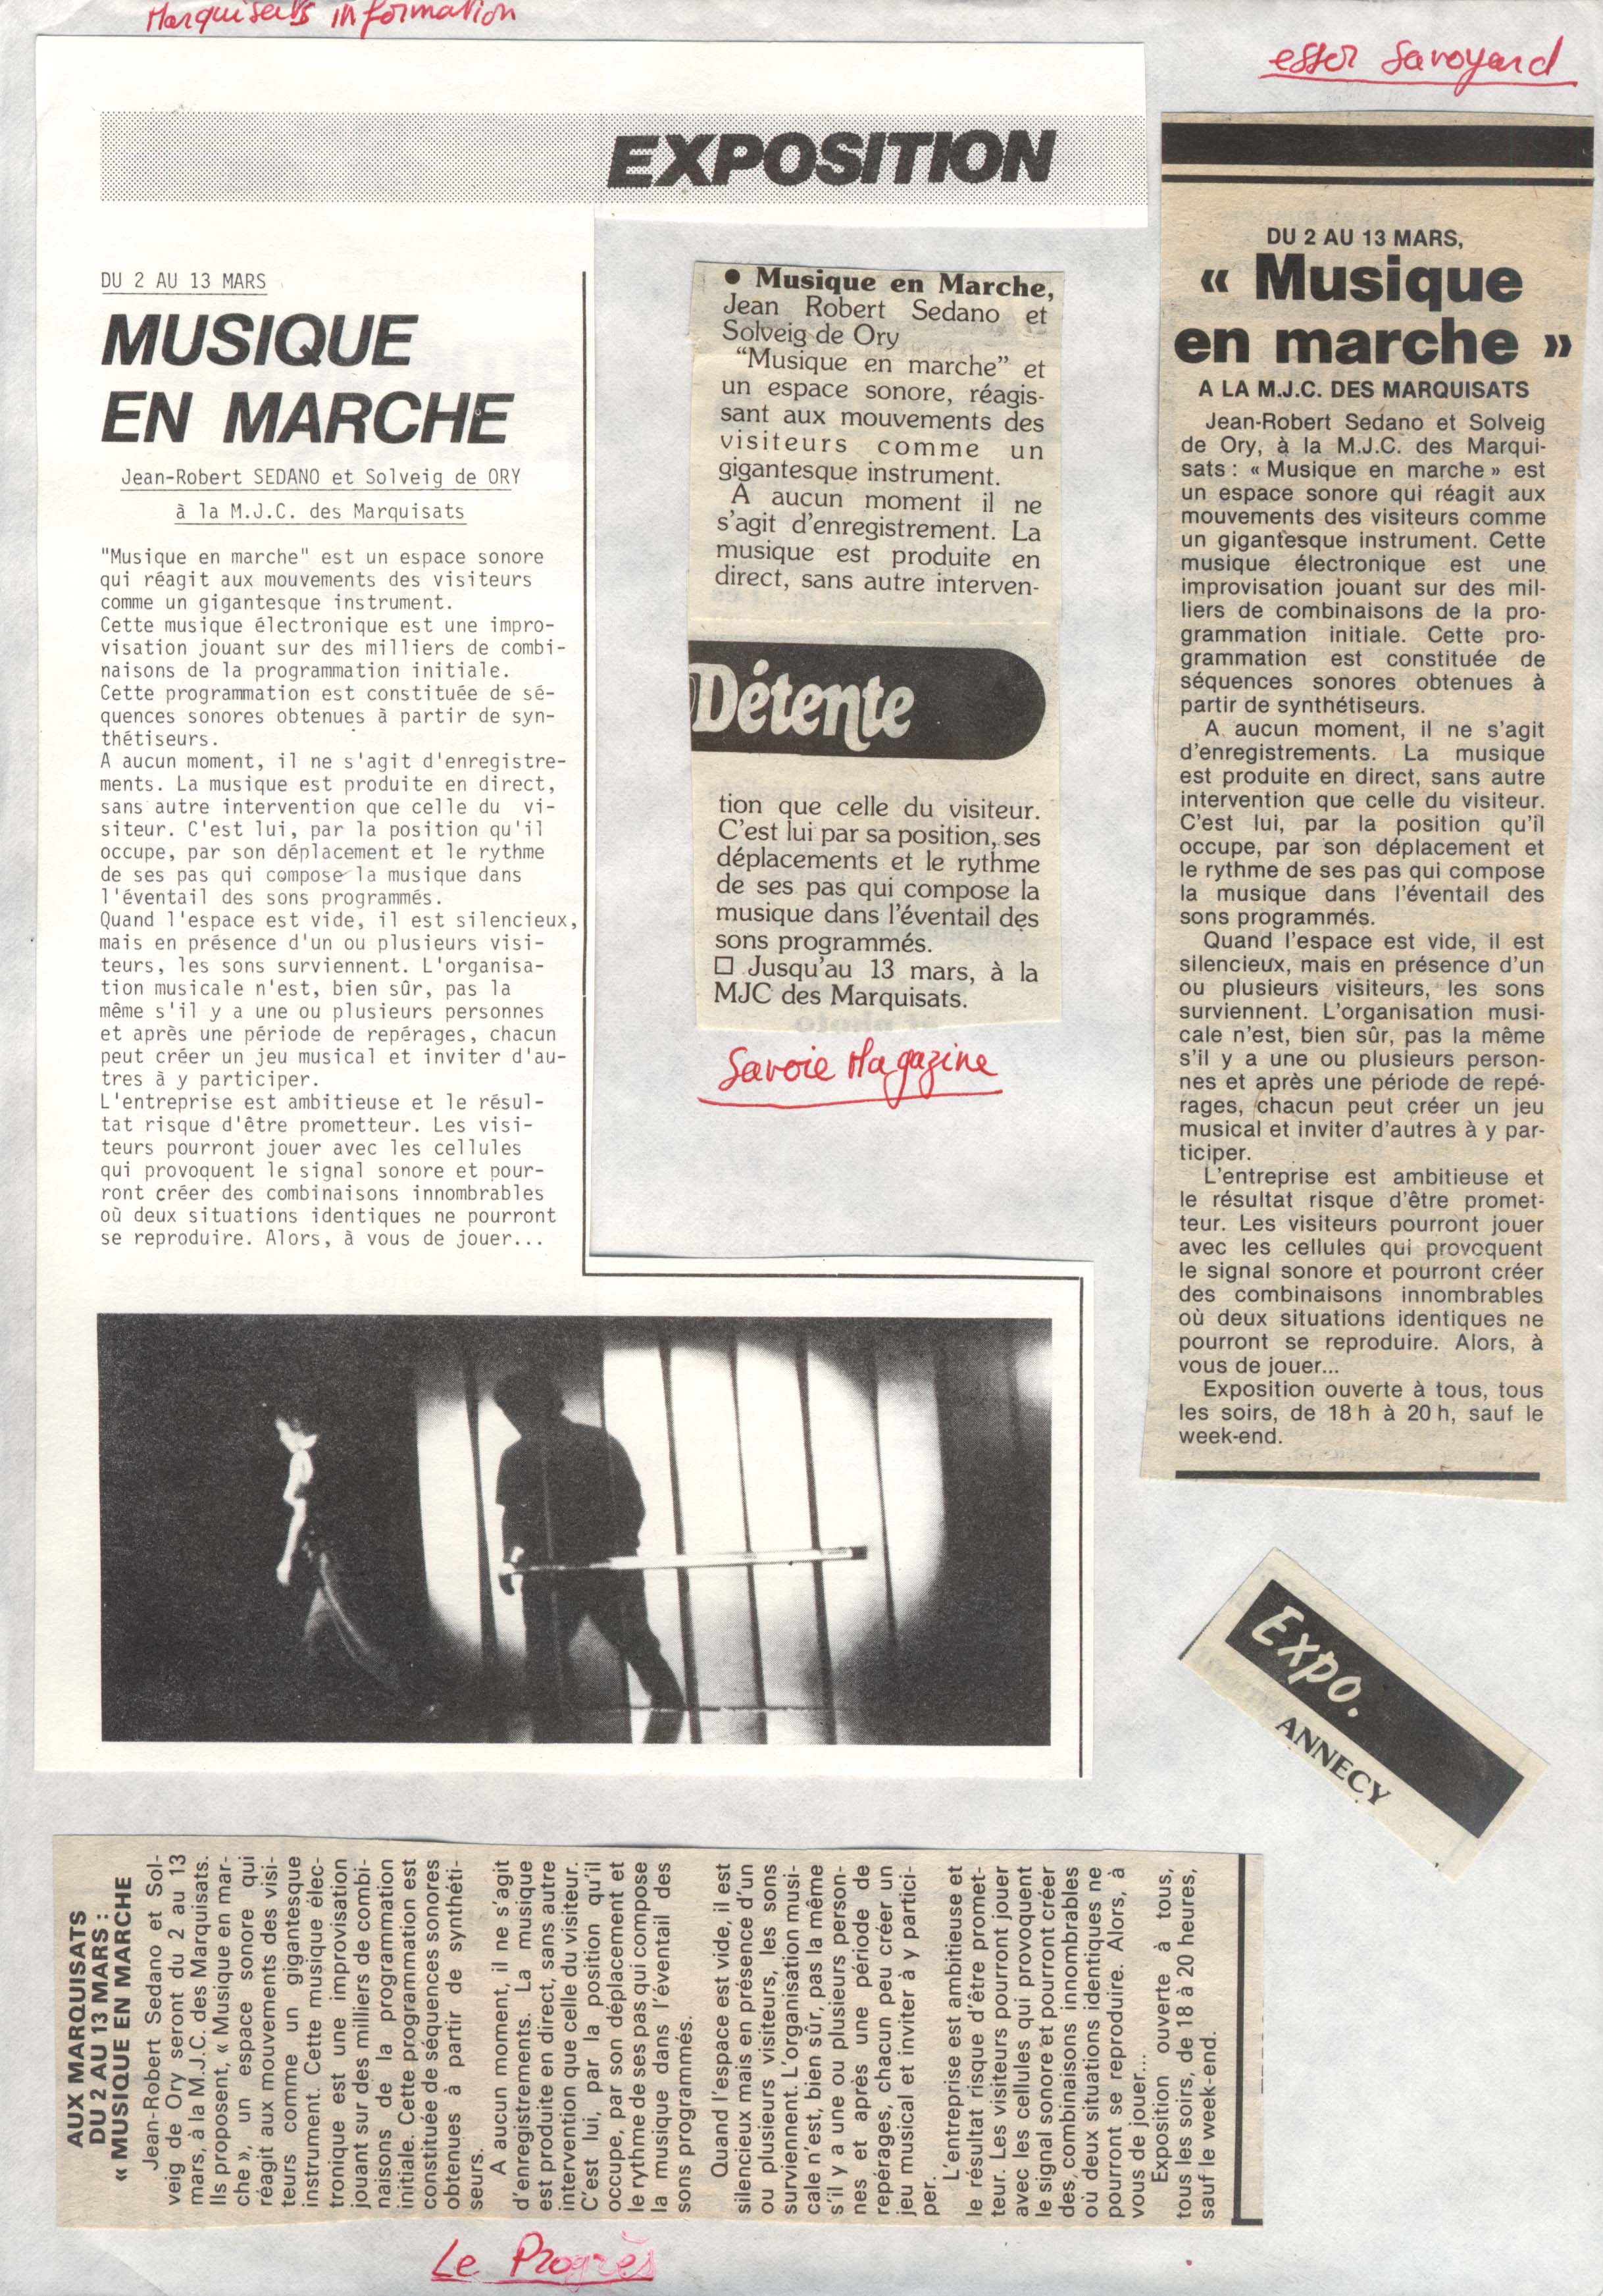 Marquisats information
esser Savoyard
EXPOSITION
DU 2 AU 13 MARS
MUSIQUE
EN MARCHE
Jean-Robert SEDANO et Solveig de ORY
à la M.J.C. des Marquisats
"Musique en marche" est un espace sonore
qui réagit aux mouvements des visiteurs
comme un gigantesque instrument.
Cette musique électronique est une impro-
visation jouant sur des milliers de combi-
naisons de la programmation initiale.
Cette programmation est constituée de sé-
quences sonores obtenues à partir de syn-
thétiseurs.
A aucun moment, il ne s'agit d'enregistre-
ments. La musique est produite en direct,
sans autre intervention que celle du vi-
siteur. C'est lui, par la position qu'il
occupe, par son déplacement et le rythme
de ses pas qui compose la musique dans
l'éventail des sons programmés.
Quand l'espace est vide, il est silencieux,
mais en présence d'un ou plusieurs visi-
teurs, les sons surviennent. L'organisa-
tion musicale n'est, bien sûr, pas la
même s'il y a une ou plusieurs personnes
et après une période de repérages, chacun
peut créer un jeu musical et inviter d'au-
tres à y participer.
L'entreprise est ambitieuse et le résul-
tat risque d'être prometteur. Les visi-
teurs pourront jouer avec les cellules
qui provoquent le signal sonore et pour-
ront créer des combinaisons innombrables
où deux situations identiques ne pourront
se reproduire. Alors, à vous de jouer...
● Musique en Marche,
Jean Robert Sedano et
Solveig de Ory
"Musique en marche" et
un espace sonore, réagis-
sant aux mouvements des
visiteurs comme un
gigantesque instrument.
A aucun moment il ne
s'agit d'enregistrement. La
musique est produite en
direct, sans autre interven-
Détente
tion que celle du visiteur.
C'est lui par sa position, ses
déplacements et le rythme
de ses pas qui compose la
musique dans l'éventail des
sons programmés.
□ Jusqu'au 13 mars, à la
MJC des Marquisats.
Savoie Magazine
DU 2 AU 13 MARS,
« Musique
en marche »
A LA M.J.C. DES MARQUISATS
Jean-Robert Sedano et Solveig
de Ory, à la M.J.C. des Marqui-
sats : « Musique en marche » est
un espace sonore qui réagit aux
mouvements des visiteurs comme
un gigantesque instrument. Cette
musique électronique est une
improvisation jouant sur des mil-
liers de combinaisons de la pro-
grammation initiale. Cette pro-
grammation est constituée de
séquences sonores obtenues à
partir de synthétiseurs.
A aucun moment, il ne s'agit
d'enregistrements. La musique
est produite en direct, sans autre
intervention que celle du visiteur.
C'est lui, par la position qu'il
occupe, par son déplacement et
le rythme de ses pas qui compose
la musique dans l'éventail des
sons programmés.
Quand l'espace est vide, il est
silencieux, mais en présence d'un
ou plusieurs visiteurs, les sons
surviennent. L'organisation musi-
cale n'est, bien sûr, pas la même
s'il y a une ou plusieurs person-
nes et après une période de repé-
rages, chacun peut créer un jeu
musical et inviter d'autres à y par-
ticiper.
L'entreprise est ambitieuse et
le résultat risque d'être promet-
teur. Les visiteurs pourront jouer
avec les cellules qui provoquent
le signal sonore et pourront créer
des combinaisons innombrables
où deux situations identiques ne
pourront se reproduire. Alors, à
vous de jouer...
Exposition ouverte à tous, tous
les soirs, de 18 h à 20 h, sauf le
week-end.
Expo.
ANNECY
AUX MARQUISATS
DU 2 AU 13 MARS :
« MUSIQUE EN MARCHE
Jean-Robert Sedano et Sol-
veig de Ory seront du 2 au 13
mars, à la M.J.C. des Marquisats.
Ils proposent, « Musique en mar-
che », un espace sonore qui
réagit aux mouvements des visi-
teurs comme un gigantesque
instrument. Cette musique élec-
tronique est une improvisation
jouant sur des milliers de combi-
naisons de la programmation
initiale. Cette programmation est
constituée de séquences sonores
obtenues à partir de synthéti-
seurs.
A aucun moment, il ne s'agit
d'enregistrements. La musique
est produite en direct, sans autre
intervention que celle du visiteur.
C'est lui, par la position qu'il
occupe, par son déplacement et
le rythme de ses pas qui compose
la musique dans l'éventail des
sons programmés.
Quand l'espace est vide, il est
silencieux mais en présence d'un
ou plusieurs visiteurs, les sons
surviennent. L'organisation musi-
cale n'est, bien sûr, pas la même
s'il y a une ou plusieurs person-
nes et après une période de
repérages, chacun peu créer un
jeu musical et inviter à y partici-
per.
L'entreprise est ambitieuse et
le résultat risque d'être promet-
teur. Les visiteurs pourront jouer
avec les cellules qui provoquent
le signal sonore et pourront créer
des combinaisons innombrables
où deux situations identiques ne
pourront se reproduire. Alors, à
vous de jouer...
Exposition ouverte à tous,
tous les soirs, de 18 à 20 heures,
sauf le week-end.
Le Progrès